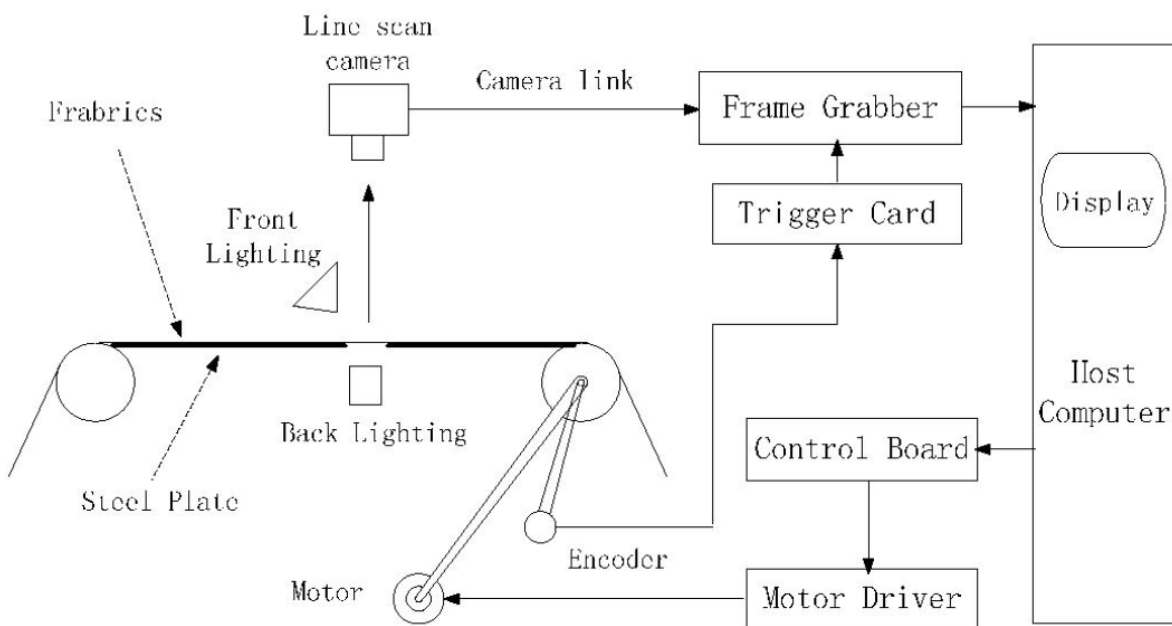 Line scan
camera
Camera link
Frame Grabber
Frabrics
Trigger Card
Display
Front
Lighting
Host
Computer
Back Lighting
Control Board
Steel Plate
Encoder
Motor
Motor Driver